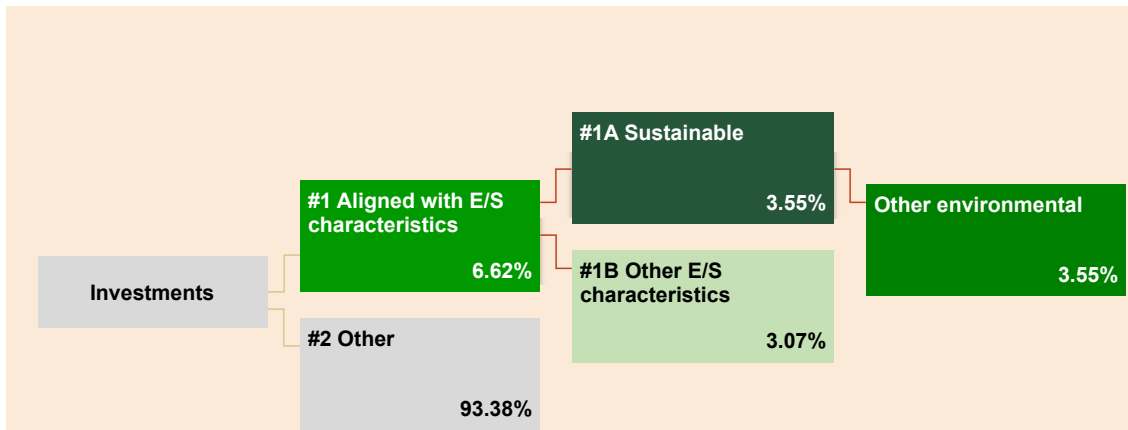 Investments
#1 Aligned with E/S
characteristics
6.62%
#2 Other
93.38%
#1A Sustainable
3.55%
#1B Other E/S
characteristics
3.07%
Other environmental
3.55%